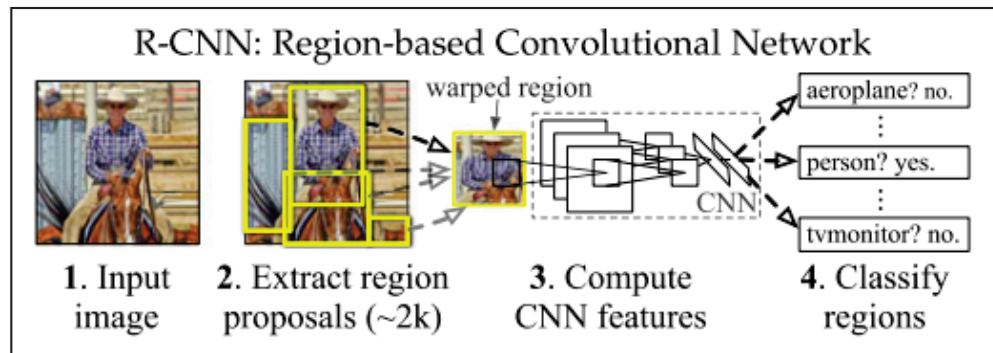 R-CNN: Region-based Convolutional Network
warped region
aeroplane? no.
person? yes.
CNN
tvmonitor? no.
1. Input
image
2. Extract region
proposals (~2k)
3. Compute
CNN features
4. Classify
regions